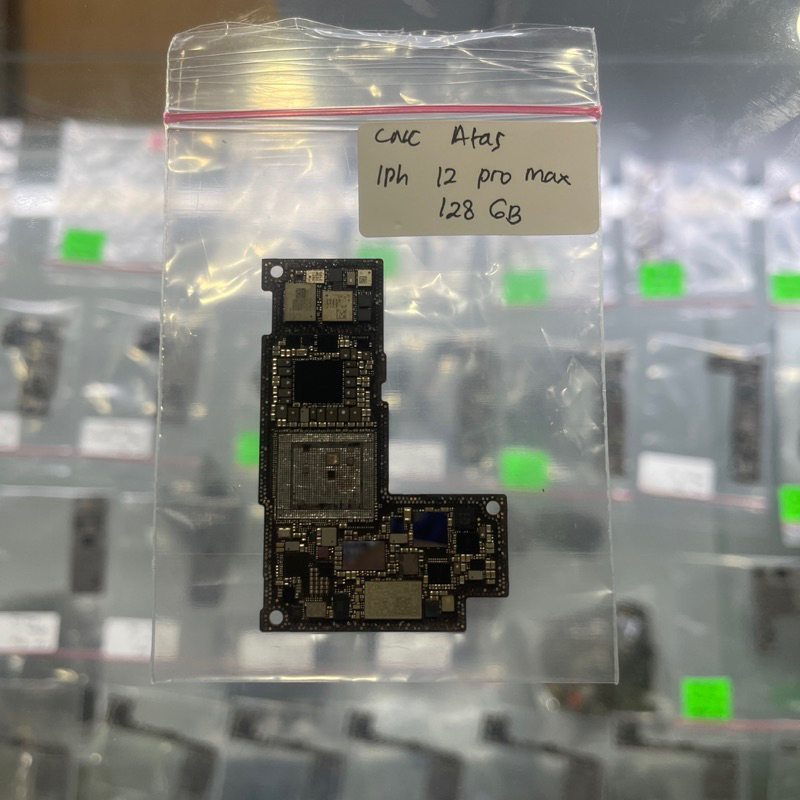 CNC Atas
Iph 12 pro max
128 GB